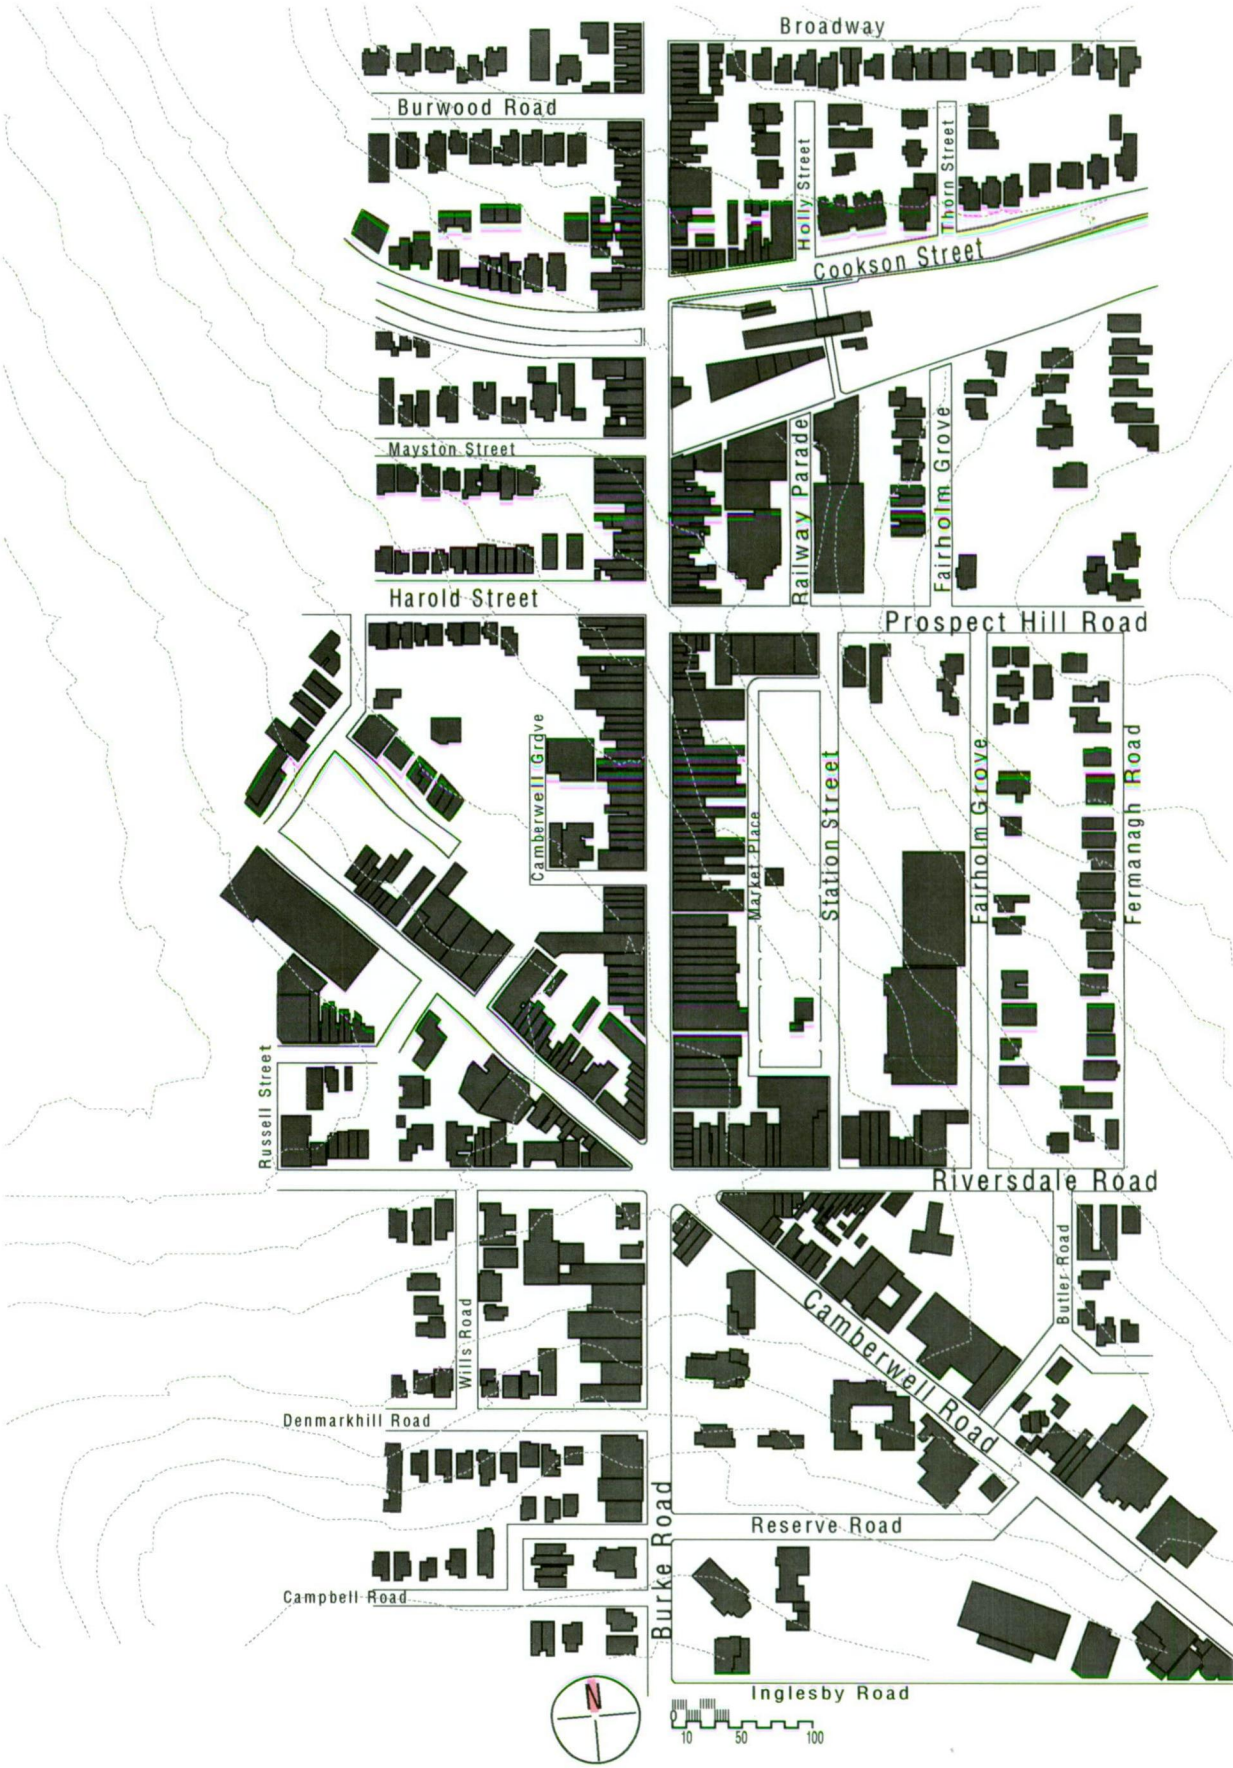 Broadway
Burwood Road
Holly Street
Thorn Street
Cookson Street
Mayston Street
Railway Parade
Fairholm Grove
Harold Street
Prospect Hill Road
Camberwell Grove
Market Place
Station Street
Fairholm Grove
Fermanagh Road
Russell Street
Riversdale Road
Wills Road
Butler Road
Camberwell Road
Denmarkhill Road
Burke Road
Reserve Road
Campbell Road
Inglesby Road
N
0
10 50 100